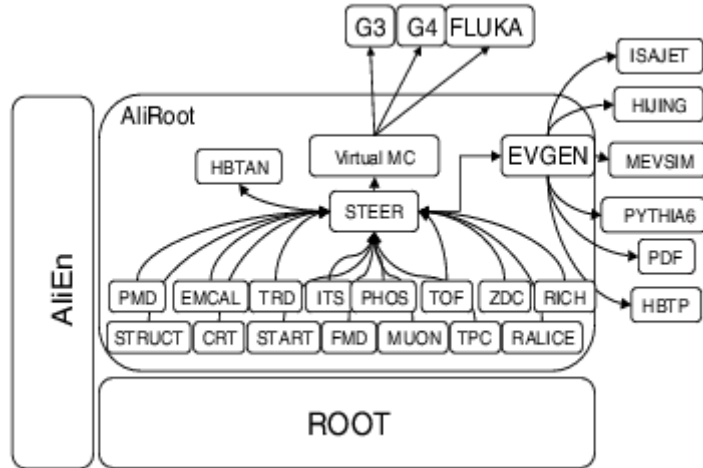 G3 G4 FLUKA
ISAJET
HIJING
AliRoot
Virtual MC
EVGEN
MEVSIM
HBTAN
STEER
PYTHIA6
PDF
PMD EMCAL TRD ITS PHOS TOF ZDC RICH
HBTP
STRUCT CRT START FMD MUON TPC RALICE
AliEn
ROOT